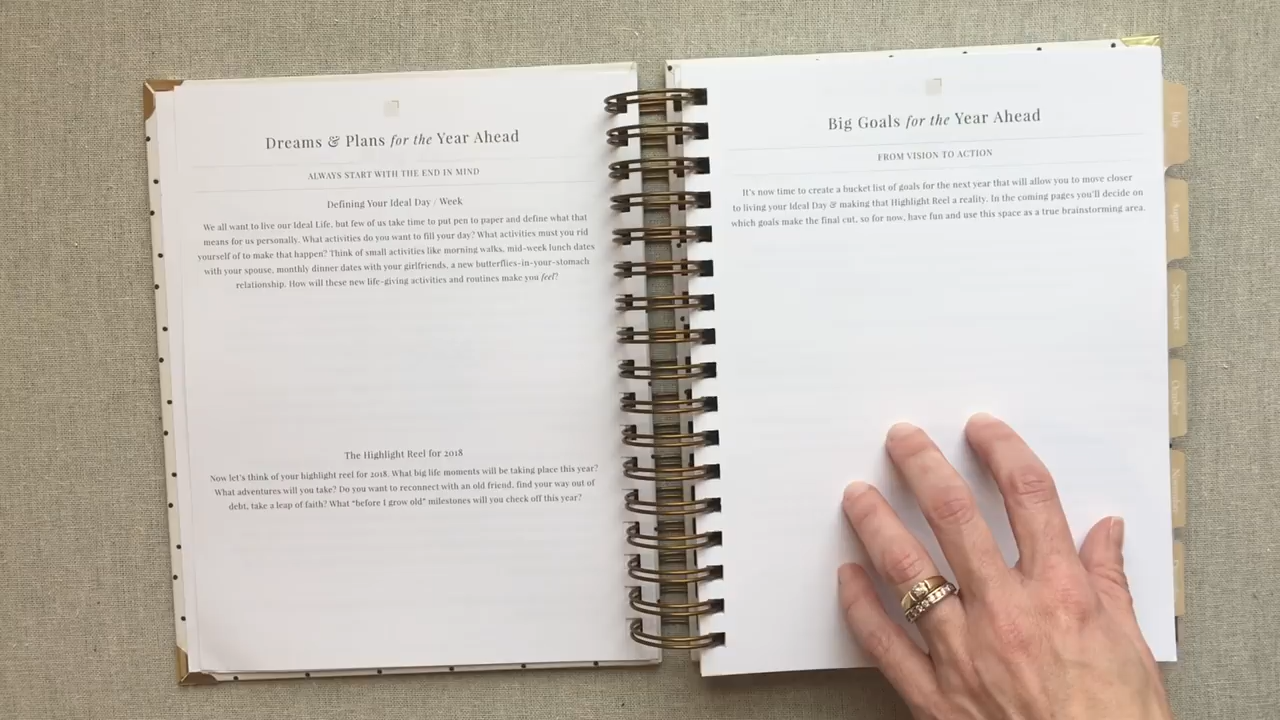 Dreams & Plans for the Year Ahead
ALWAYS START WITH THE END IN MIND
Defining Your Ideal Day / Week
We all want to live our Ideal Life, but few of us take time to put pen to paper and define what that
means for us personally. What activities do you want to fill your day? What activities must you rid
yourself of to make that happen? Think of small activities like morning walks, mid-week lunch dates
with your spouse, monthly dinner dates with your girlfriends, a new butterflies-in-your-stomach
relationship. How will these new life-giving activities and routines make you feel?
The Highlight Reel for 2018
Now let's think of your highlight reel for 2018. What big life moments will be taking place this year?
What adventures will you take? Do you want to reconnect with an old friend, find your way out of
debt, take a leap of faith? What "before I grow old" milestones will you check off this year?
Big Goals for the Year Ahead
FROM VISION TO ACTION
It's now time to create a bucket list of goals for the next year that will allow you to move closer
to living your Ideal Day & making that Highlight Reel a reality. In the coming pages you'll decide on
which goals make the final cut, so for now, have fun and use this space as a true brainstorming area.
July
August
September
October